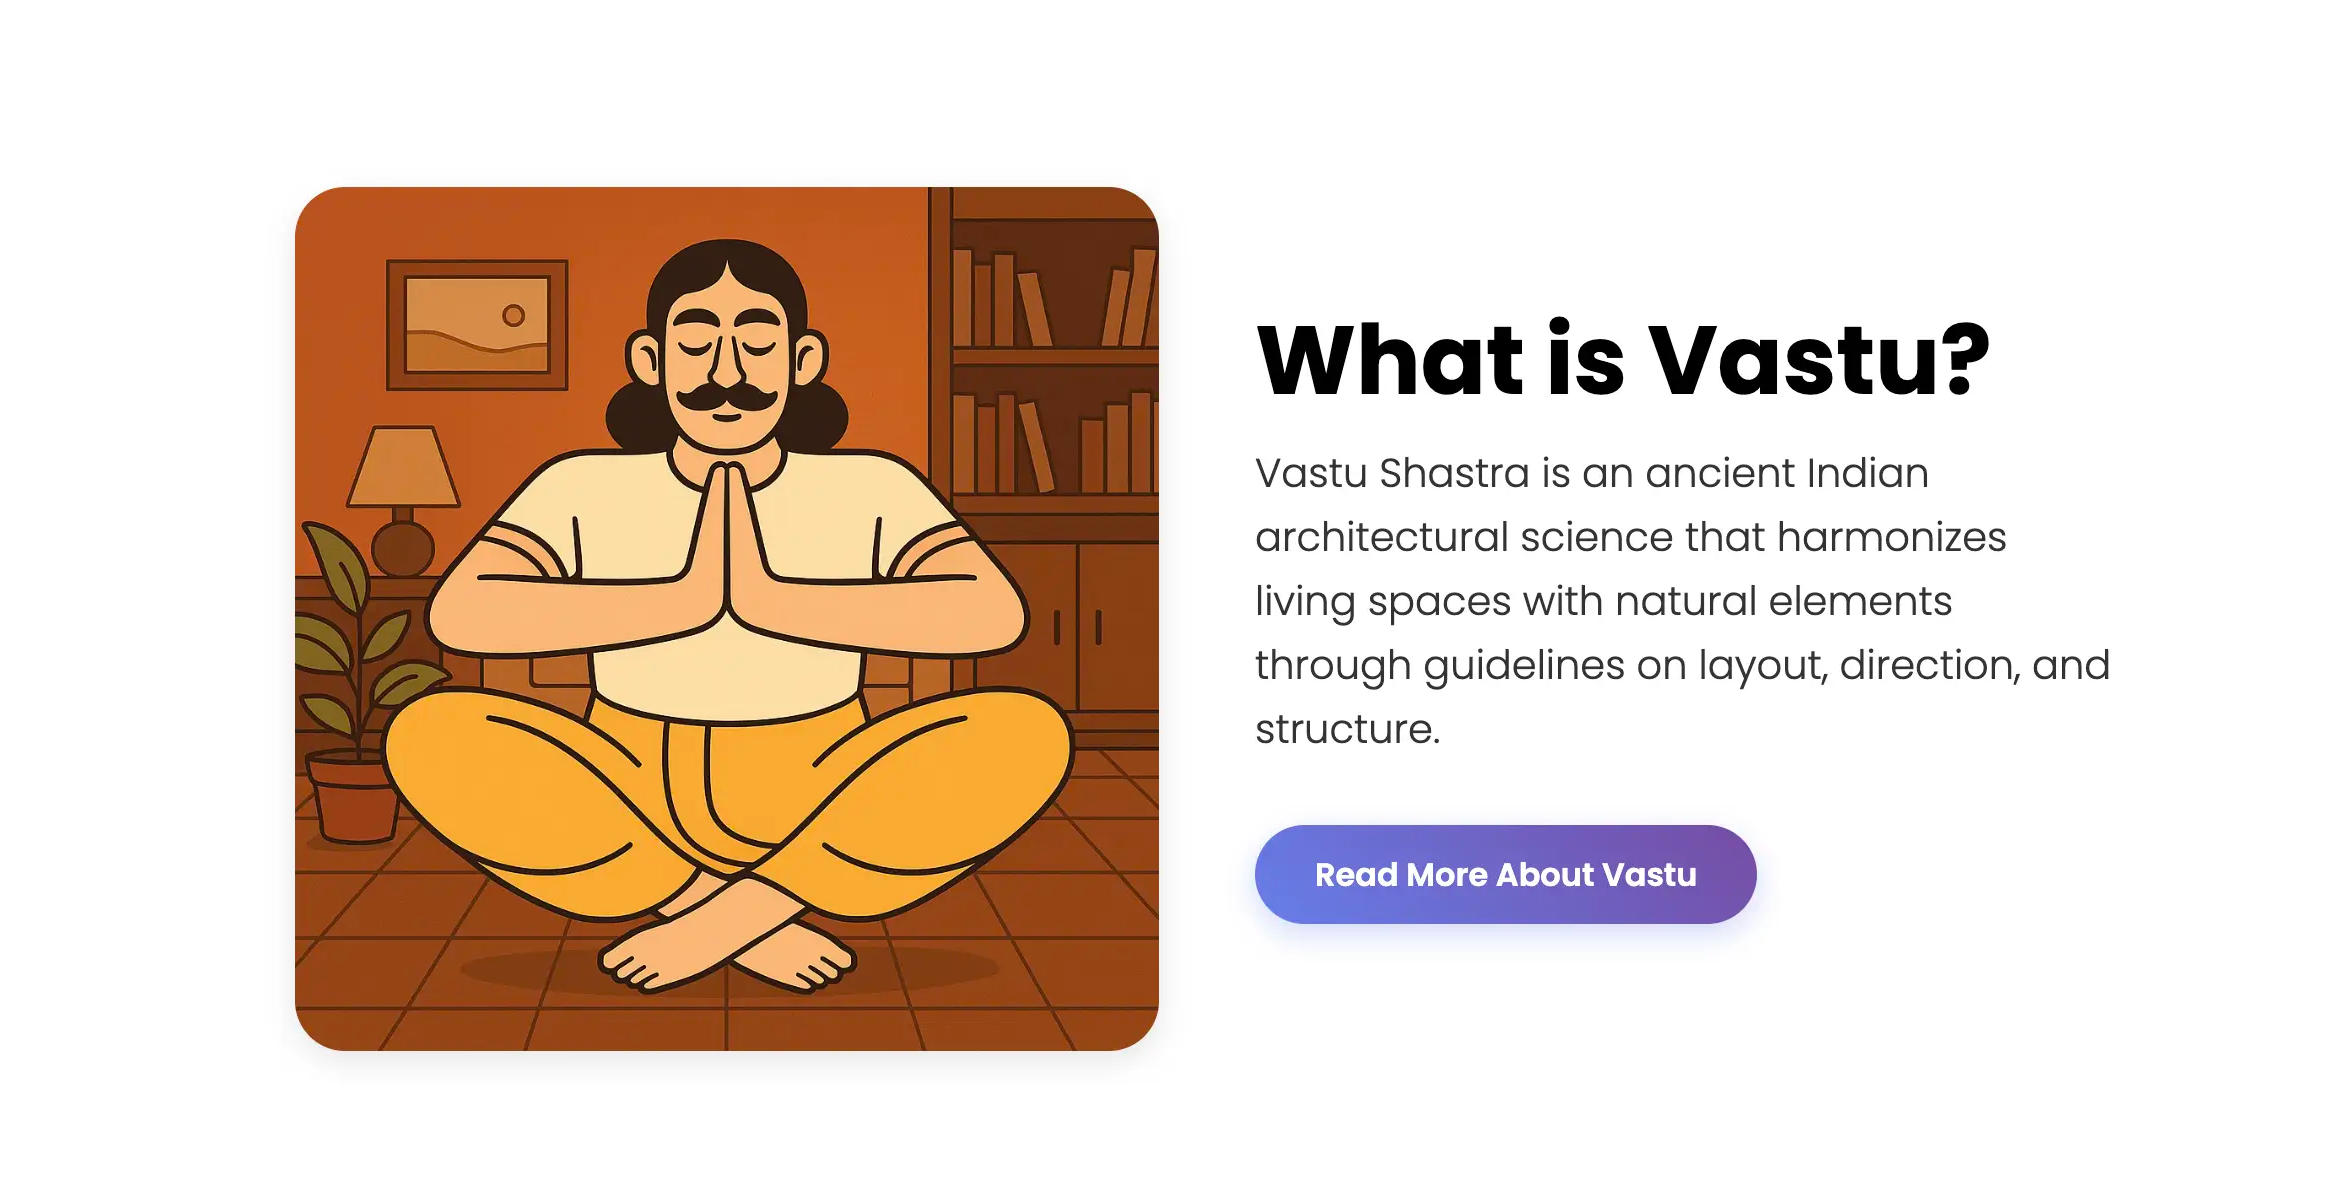 What is Vastu?
Vastu Shastra is an ancient Indian
architectural science that harmonizes
living spaces with natural elements
through guidelines on layout, direction, and
structure.
Read More About Vastu